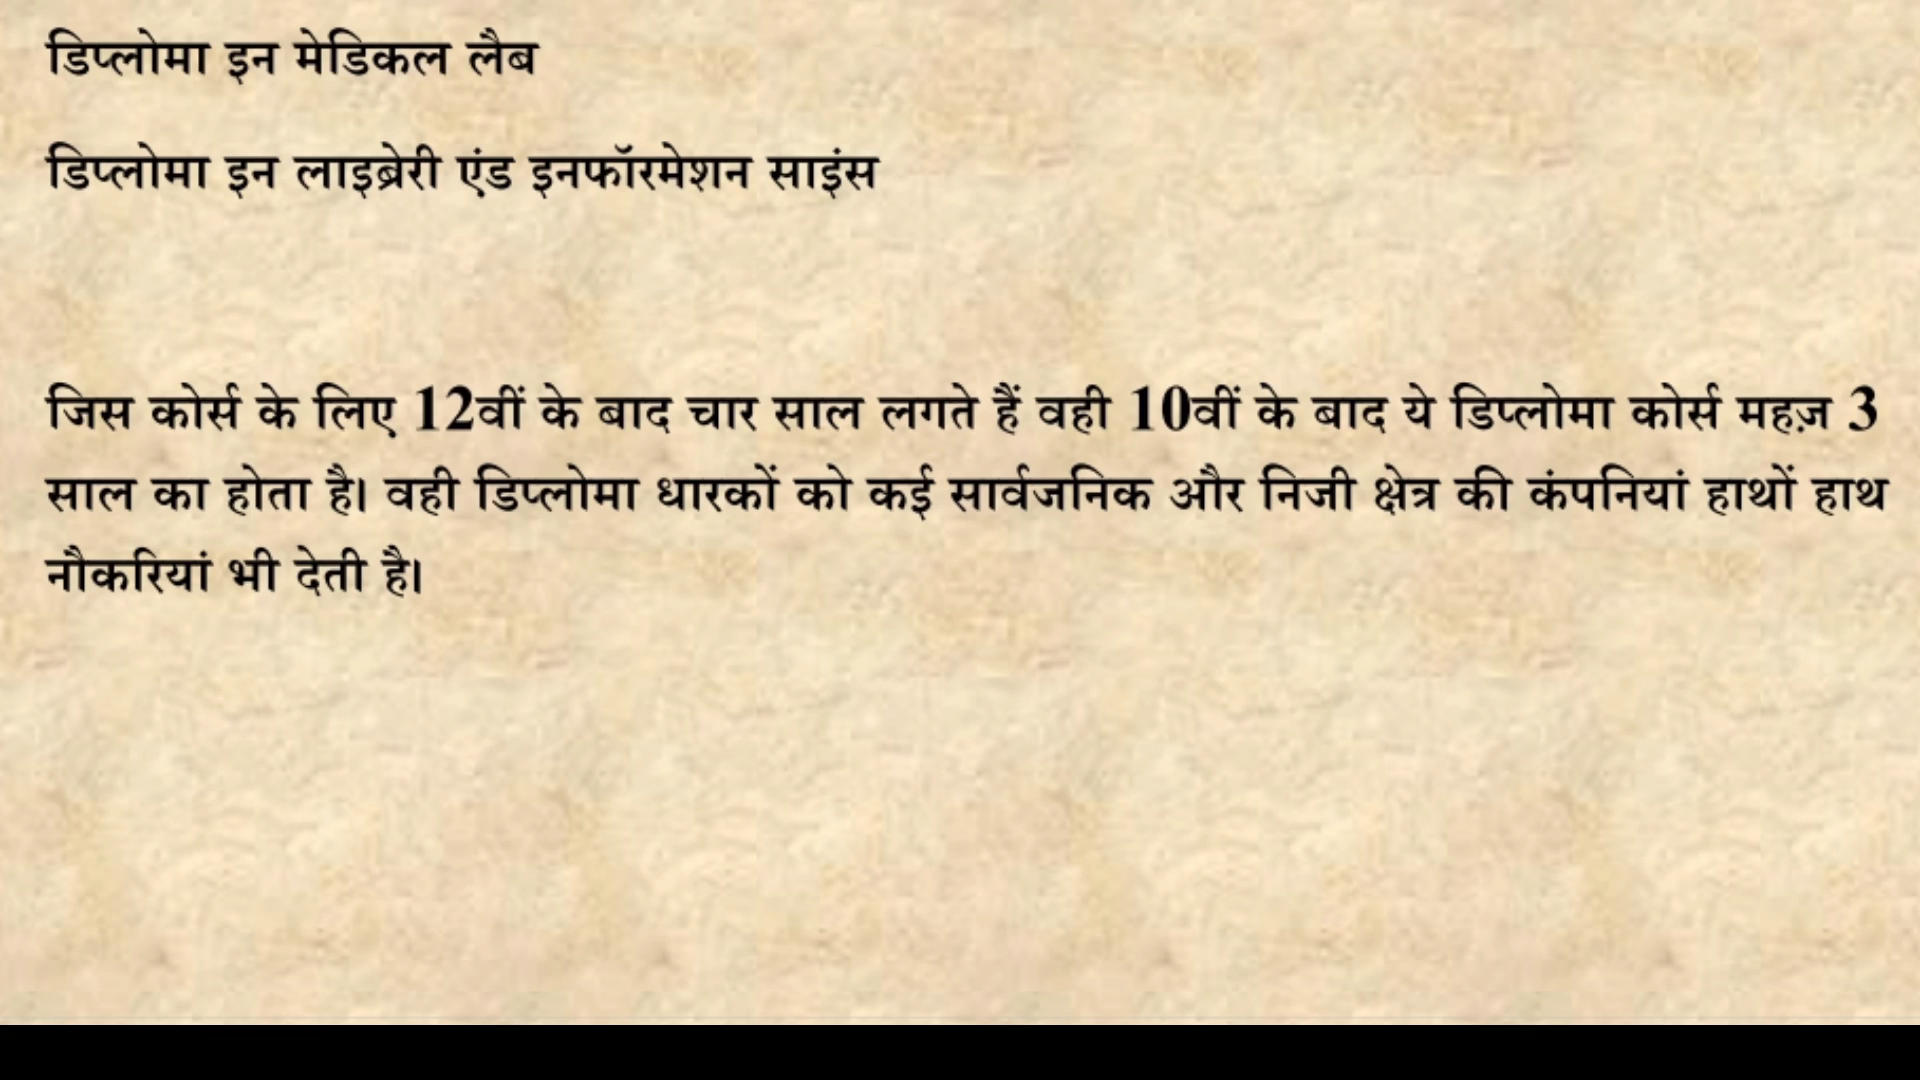 डिप्लोमा इन मेडिकल लैब
डिप्लोमा इन लाइब्रेरी एंड इनफॉरमेशन साइंस
जिस कोर्स के लिए 12वीं के बाद चार साल लगते हैं वही 10वीं के बाद ये डिप्लोमा कोर्स महज़ 3
साल का होता है। वही डिप्लोमा धारकों को कई सार्वजनिक और निजी क्षेत्र की कंपनियां हाथों हाथ
नौकरियां भी देती है।